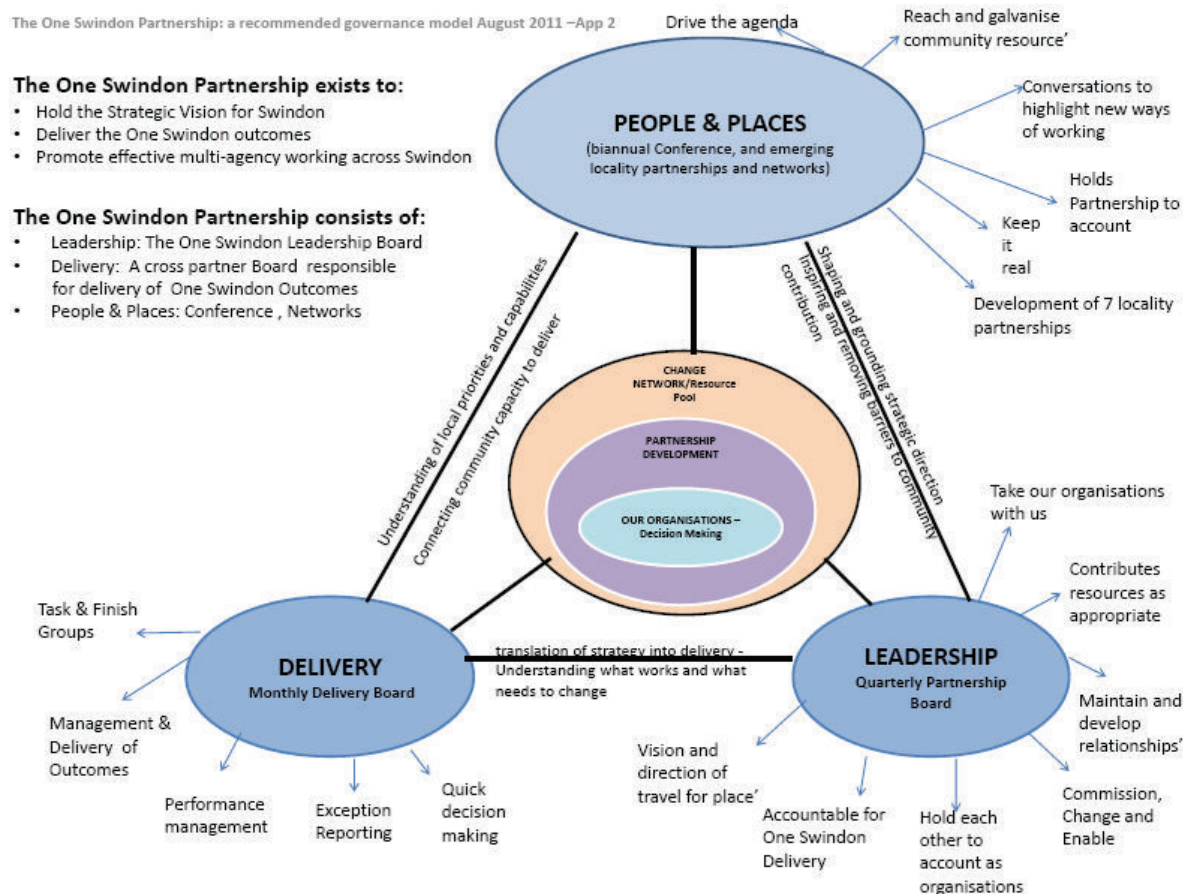 The One Swindon Partnership: a recommended governance model August 2011 –App 2
The One Swindon Partnership exists to:
• Hold the Strategic Vision for Swindon
• Deliver the One Swindon outcomes
• Promote effective multi-agency working across Swindon
The One Swindon Partnership consists of:
• Leadership: The One Swindon Leadership Board
• Delivery: A cross partner Board responsible
for delivery of One Swindon Outcomes
• People & Places: Conference , Networks
Drive the agenda
Reach and galvanise
community resource’
PEOPLE & PLACES
(biannual Conference, and emerging
locality partnerships and networks)
Conversations to
highlight new ways
of working
Holds
Partnership to
account
Keep
it
real
Development of 7 locality
partnerships
Understanding of local priorities and capabilities
Connecting community capacity to deliver
Shaping and grounding strategic direction
Inspiring and removing barriers to community
contribution
CHANGE
NETWORK/Resource
Pool
PARTNERSHIP
DEVELOPMENT
OUR ORGANISATIONS –
Decision Making
Take our organisations
with us
Contributes
resources as
appropriate
Task & Finish
Groups
DELIVERY
Monthly Delivery Board
translation of strategy into delivery -
Understanding what works and what
needs to change
LEADERSHIP
Quarterly Partnership
Board
Maintain and
develop
relationships’
Management &
Delivery of
Outcomes
Performance
management
Exception
Reporting
Quick
decision
making
Vision and
direction of
travel for place’
Accountable for
One Swindon
Delivery
Hold each
other to
account as
organisations
Commission,
Change and
Enable